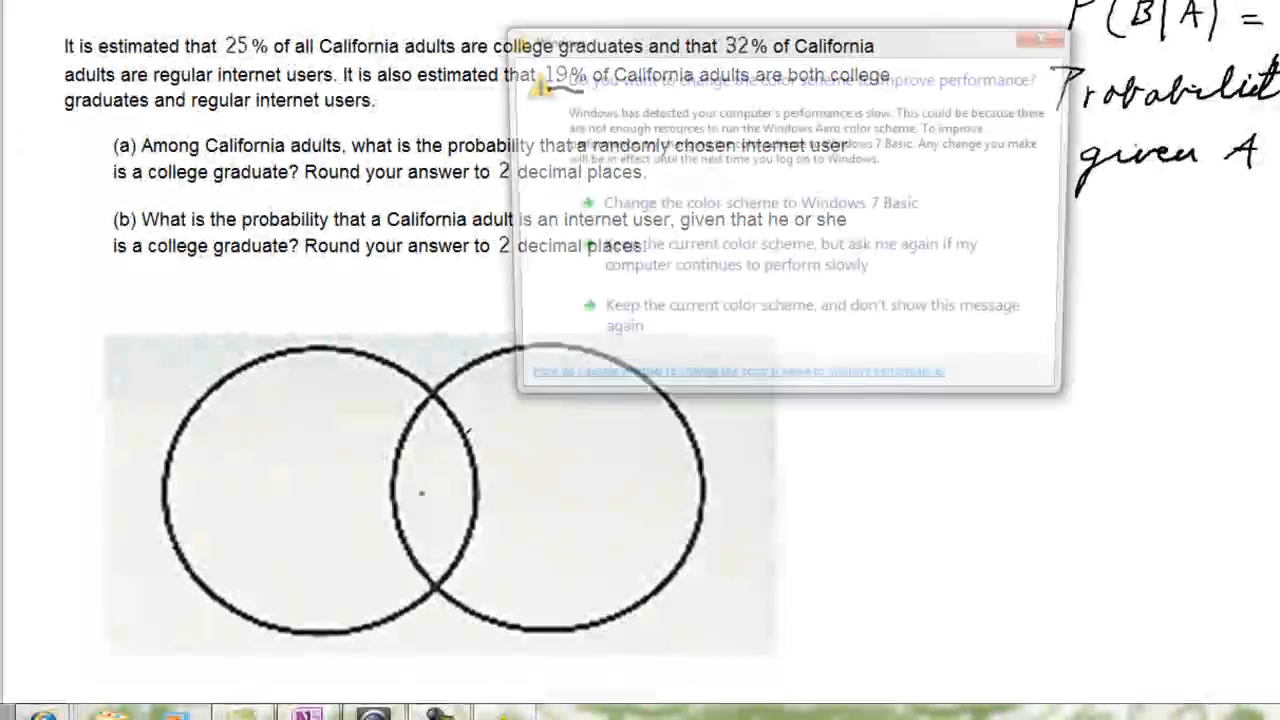 It is estimated that 25% of all California adults are college graduates and that 32% of California
adults are regular internet users. It is also estimated that 19% of California adults are both college
graduates and regular internet users.
(a) Among California adults, what is the probability that a randomly chosen internet user
is a college graduate? Round your answer to 2 decimal places.
(b) What is the probability that a California adult is an internet user, given that he or she
is a college graduate? Round your answer to 2 decimal places.
P(B|A) =
Probabilit
given A
Windows
you want to change the color scheme to improve performance?
Windows has detected your computer's performance is slow. This could be because there
are not enough resources to run the Windows Aero color scheme. To improve
Windows 7 Basic. Any change you make
will be in effect until the next time you log on to Windows.
Change the color scheme to Windows 7 Basic
the current color scheme, but ask me again if my
computer continues to perform slowly
Keep the current color scheme, and don't show this message
again